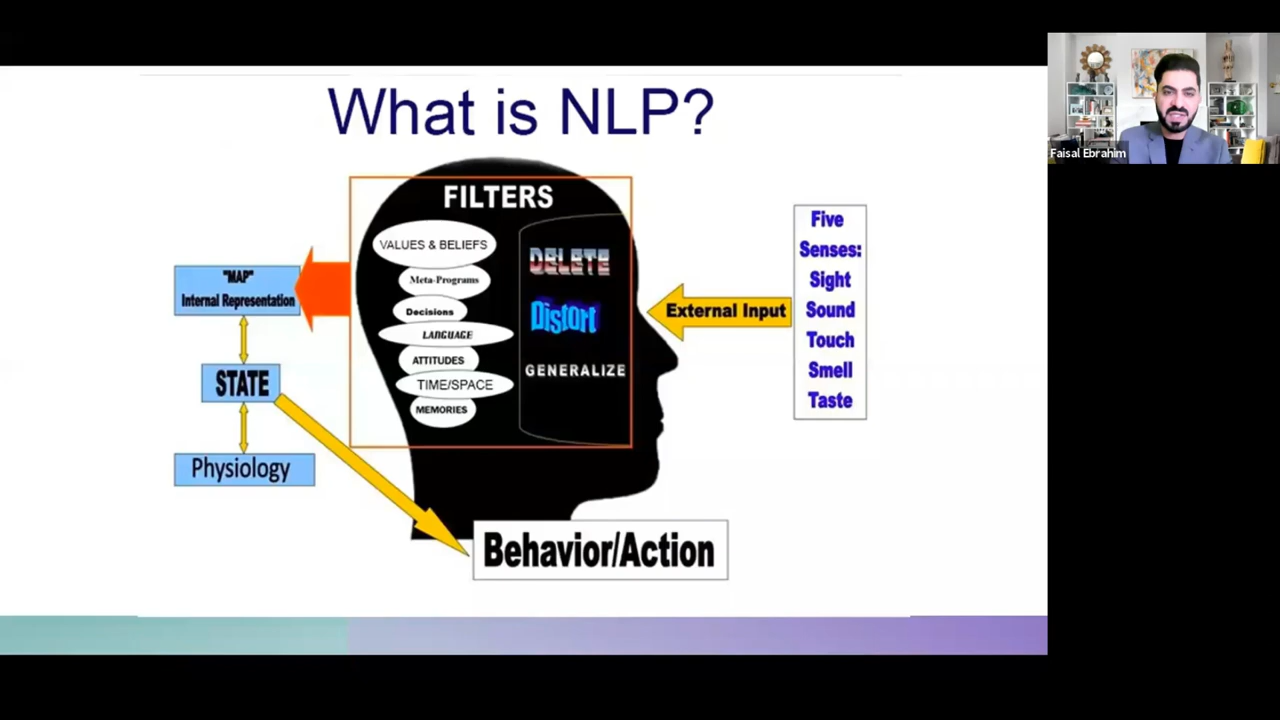 What is NLP?
FILTERS
VALUES & BELIEFS
Meta-Programs
Decisions
LANGUAGE
ATTITUDES
TIME/SPACE
MEMORIES
DELETE
Distort
GENERALIZE
"MAP"
Internal Representation
STATE
Physiology
External Input
Five
Senses:
Sight
Sound
Touch
Smell
Taste
Behavior/Action
Faisal Ebrahim